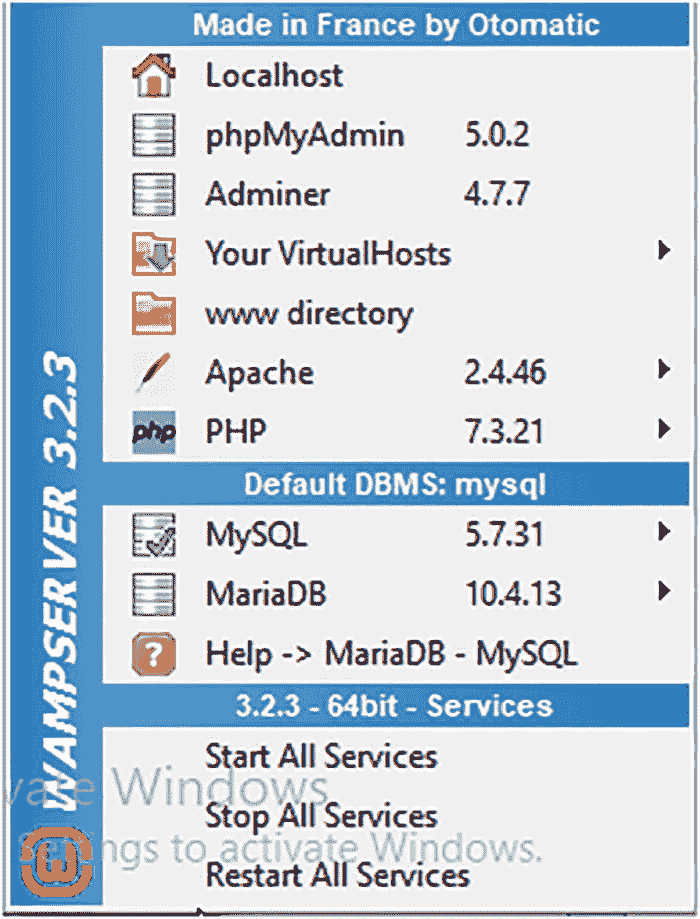 Made in France by Otomatic
Localhost
phpMyAdmin 5.0.2
Adminer 4.7.7
Your VirtualHosts
www directory
Apache 2.4.46
php PHP 7.3.21
Default DBMS: mysql
MySQL 5.7.31
MariaDB 10.4.13
? Help -> MariaDB - MySQL
3.2.3 - 64bit - Services
Start All Services
Windows
Stop All Services
to activate Windows.
Restart All Services
WAMPSERVER 3.2.3